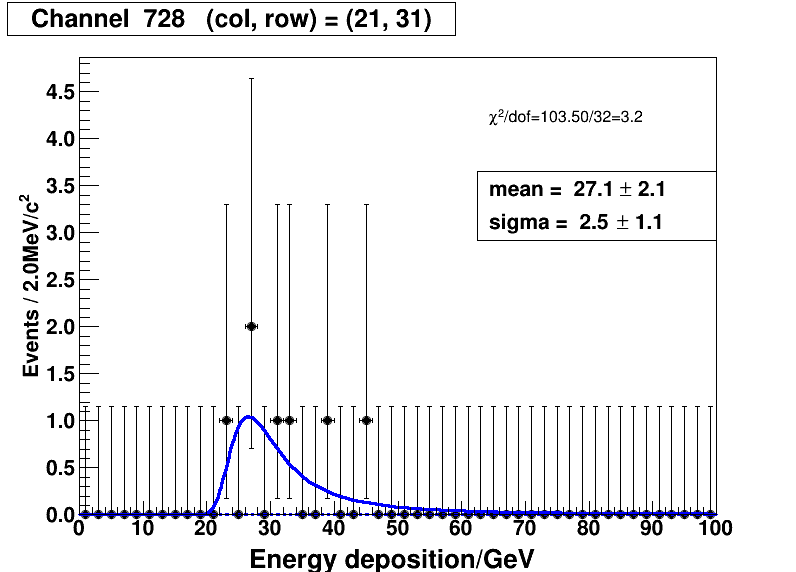 Channel 728 (col, row) = (21, 31)
χ²/dof=103.50/32=3.2
mean = 27.1 ± 2.1
sigma = 2.5 ± 1.1
Events / 2.0MeV/c²
4.5
4.0
3.5
3.0
2.5
2.0
1.5
1.0
0.5
0.0
0 10 20 30 40 50 60 70 80 90 100
Energy deposition/GeV